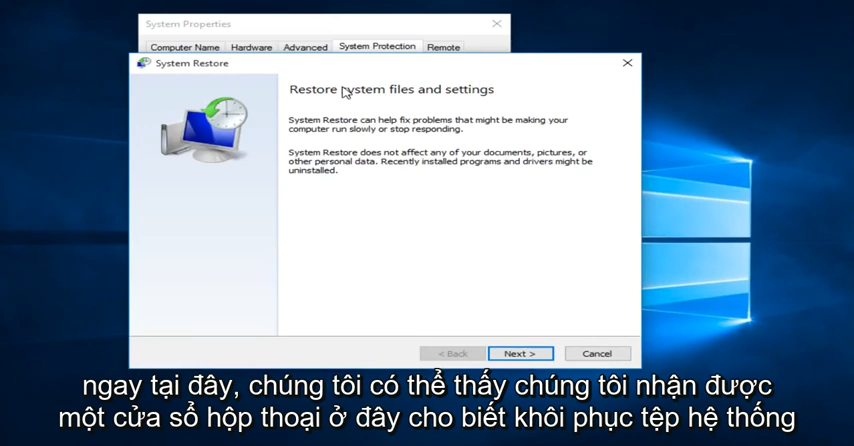 System Properties
Computer Name Hardware Advanced System Protection Remote
System Restore
Restore system files and settings
System Restore can help fix problems that might be making your
computer run slowly or stop responding.
System Restore does not affect any of your documents, pictures, or
other personal data. Recently installed programs and drivers might be
uninstalled.
< Back Next > Cancel
ngay tại đây, chúng tôi có thể thấy chúng tôi nhận được
một cửa sổ hộp thoại ở đây cho biết khôi phục tệp hệ thống